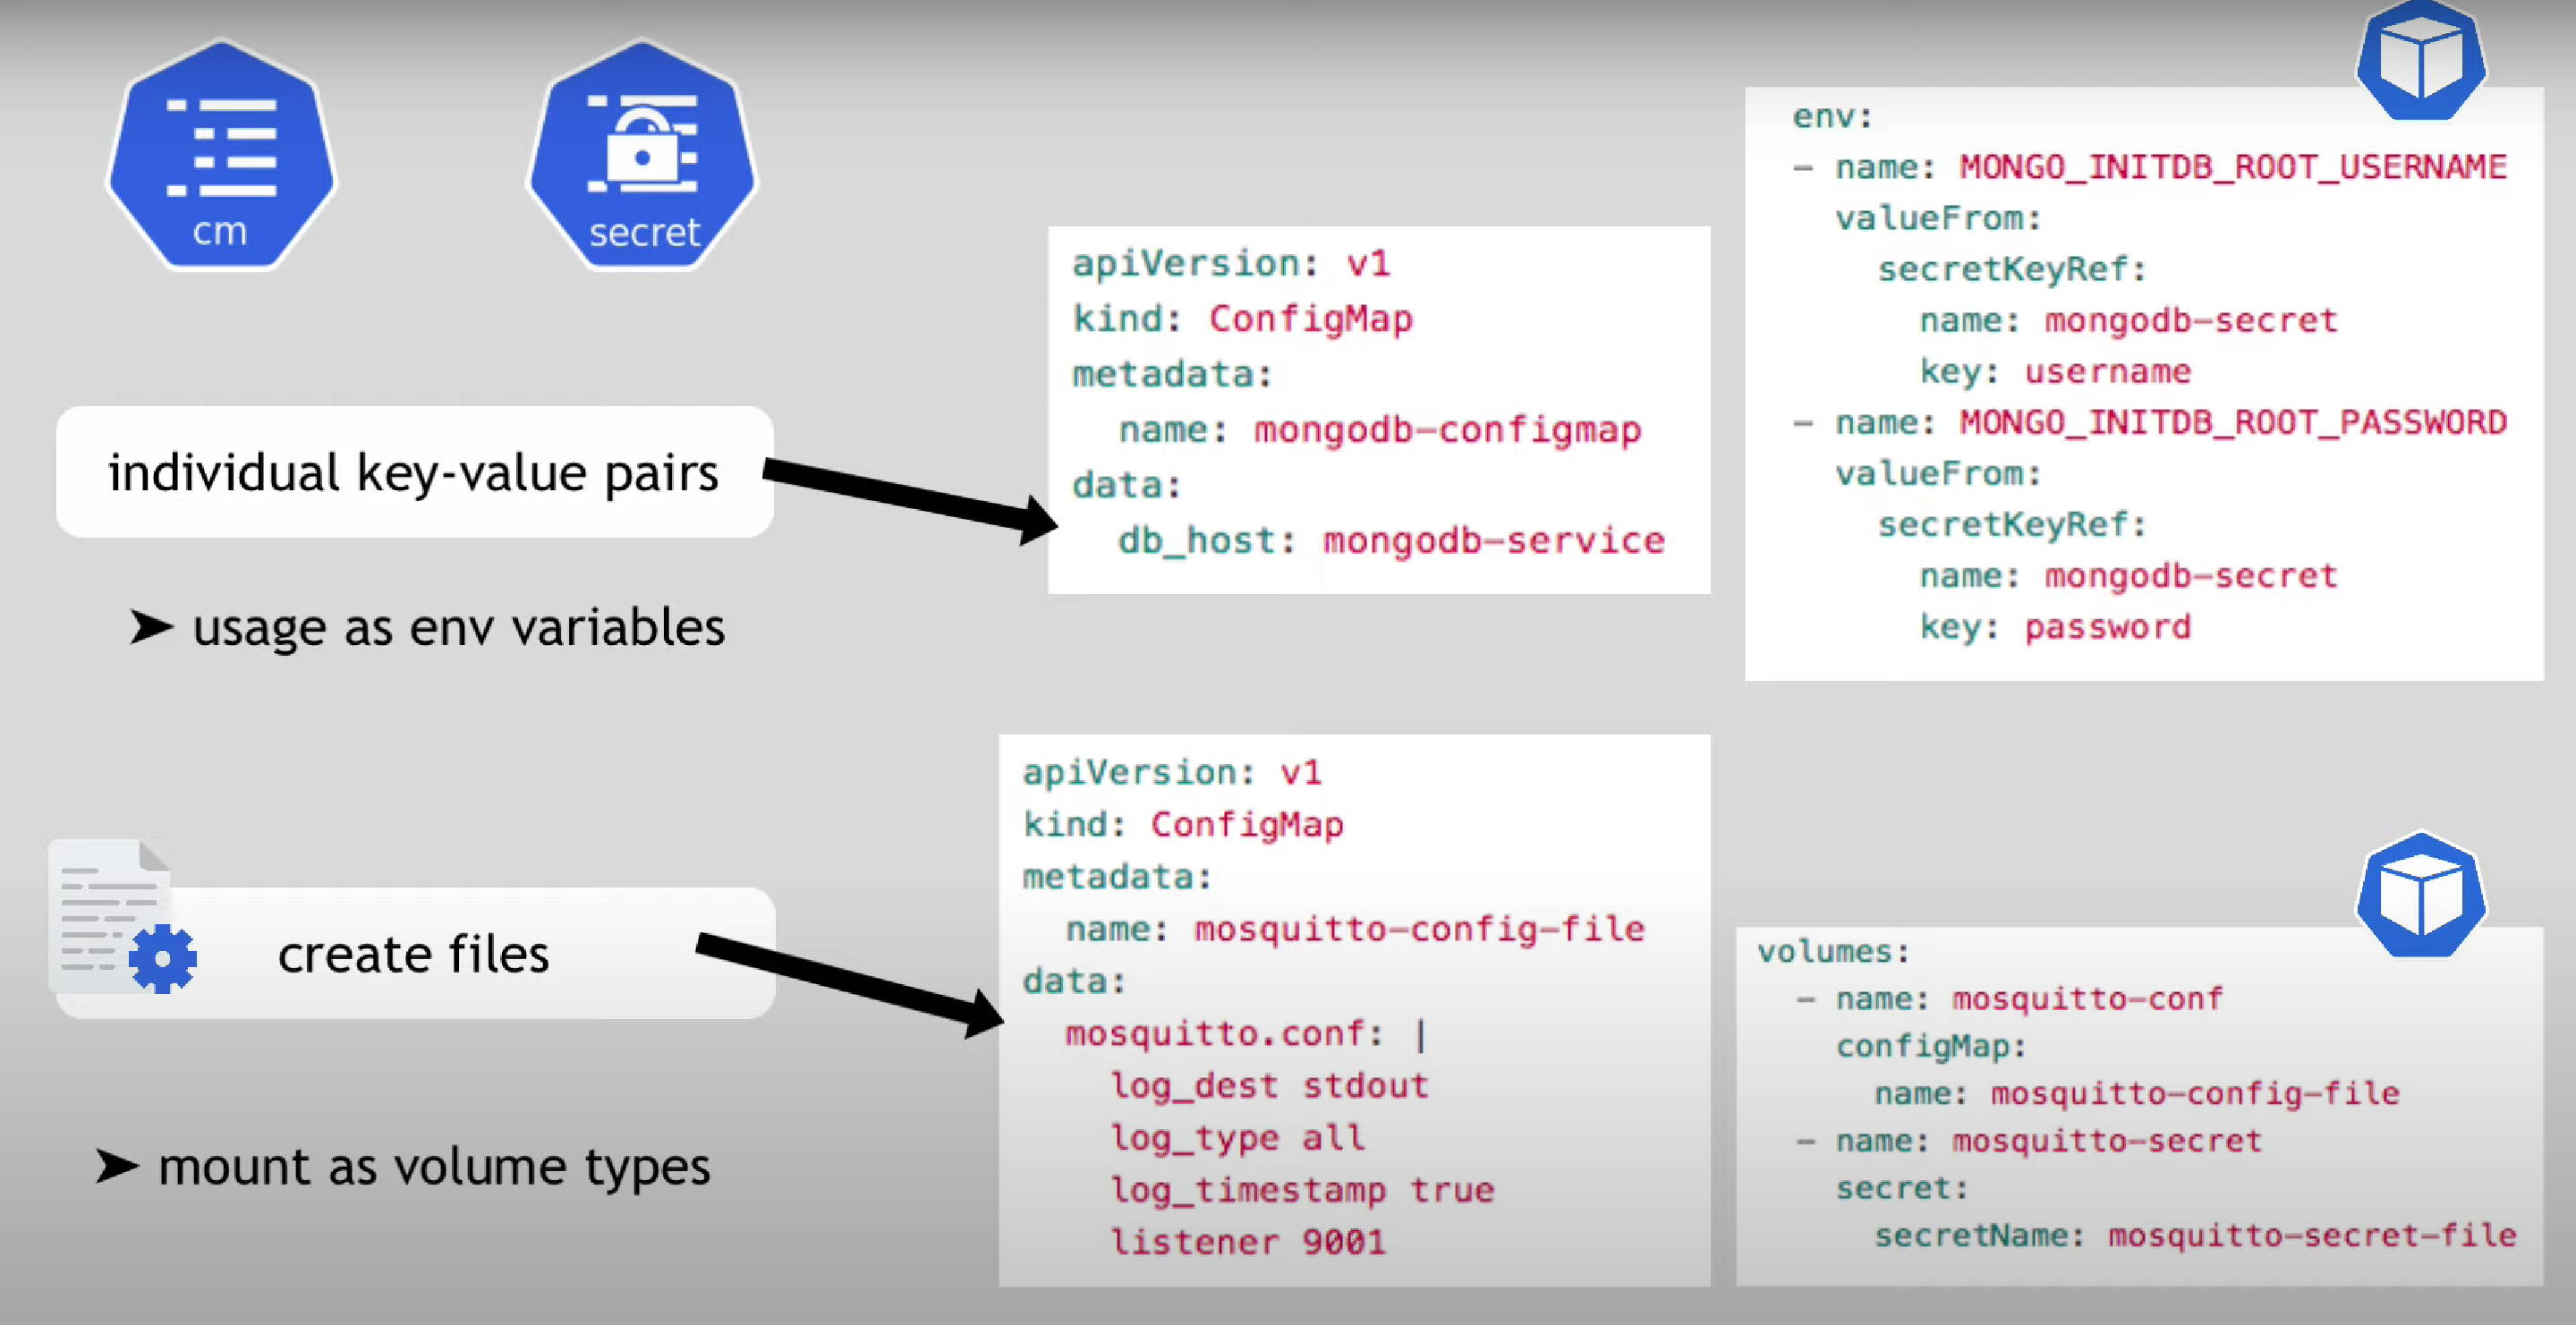 cm
secret
individual key-value pairs
➤ usage as env variables
apiVersion: v1
kind: ConfigMap
metadata:
  name: mongodb-configmap
data:
  db_host: mongodb-service
env:
- name: MONGO_INITDB_ROOT_USERNAME
  valueFrom:
    secretKeyRef:
      name: mongodb-secret
      key: username
- name: MONGO_INITDB_ROOT_PASSWORD
  valueFrom:
    secretKeyRef:
      name: mongodb-secret
      key: password
create files
➤ mount as volume types
apiVersion: v1
kind: ConfigMap
metadata:
  name: mosquitto-config-file
data:
  mosquitto.conf: |
    log_dest stdout
    log_type all
    log_timestamp true
    listener 9001
volumes:
  - name: mosquitto-conf
    configMap:
      name: mosquitto-config-file
  - name: mosquitto-secret
    secret:
      secretName: mosquitto-secret-file